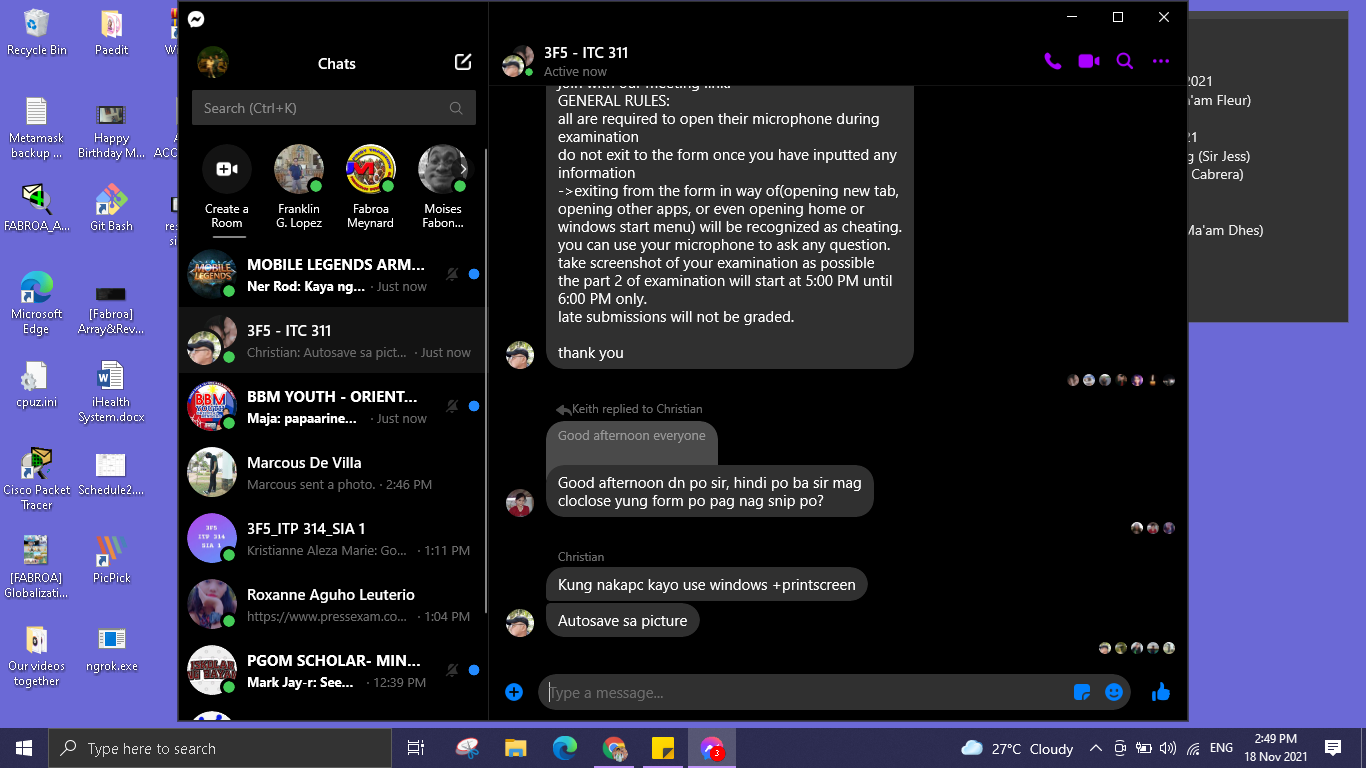 Recycle Bin
Paedit
Metamask
backup ...
Happy
Birthday M...
FABROA_A...
Git Bash
Microsoft
Edge
[Fabroa]
Array&Rev...
cpuz.ini
iHealth
System.docx
Cisco Packet
Tracer
Schedule2....
[FABROA]
Globalizati...
PicPick
Our videos
together
ngrok.exe
Chats
Search (Ctrl+K)
Create a
Room
Franklin
G. Lopez
Fabroa
Meynard
Moises
Fabon...
MOBILE LEGENDS ARM...
Ner Rod: Kaya ng... · Just now
3F5 - ITC 311
Christian: Autosave sa pict... · Just now
BBM YOUTH - ORIENT...
Maja: papaarine... · Just now
Marcous De Villa
Marcous sent a photo. · 2:46 PM
3F5_ITP 314_SIA 1
Kristianne Aleza Marie: Go... · 1:11 PM
Roxanne Aguho Leuterio
https://www.pressexam.co... · 1:04 PM
PGOM SCHOLAR- MIN...
Mark Jay-r: See... · 12:39 PM
3F5 - ITC 311
Active now
Join with our meeting link.
GENERAL RULES:
all are required to open their microphone during
examination
do not exit to the form once you have inputted any
information
->exiting from the form in way of(opening new tab,
opening other apps, or even opening home or
windows start menu) will be recognized as cheating.
you can use your microphone to ask any question.
take screenshot of your examination as possible
the part 2 of examination will start at 5:00 PM until
6:00 PM only.
late submissions will not be graded.
thank you
Keith replied to Christian
Good afternoon everyone
Good afternoon dn po sir, hindi po ba sir mag
cloclose yung form po pag nag snip po?
Christian
Kung nakapc kayo use windows +printscreen
Autosave sa picture
Type a message...
2021
'am Fleur)
21
g (Sir Jess)
Cabrera)
Ma'am Dhes)
Type here to search
3
27°C Cloudy
ENG
2:49 PM
18 Nov 2021